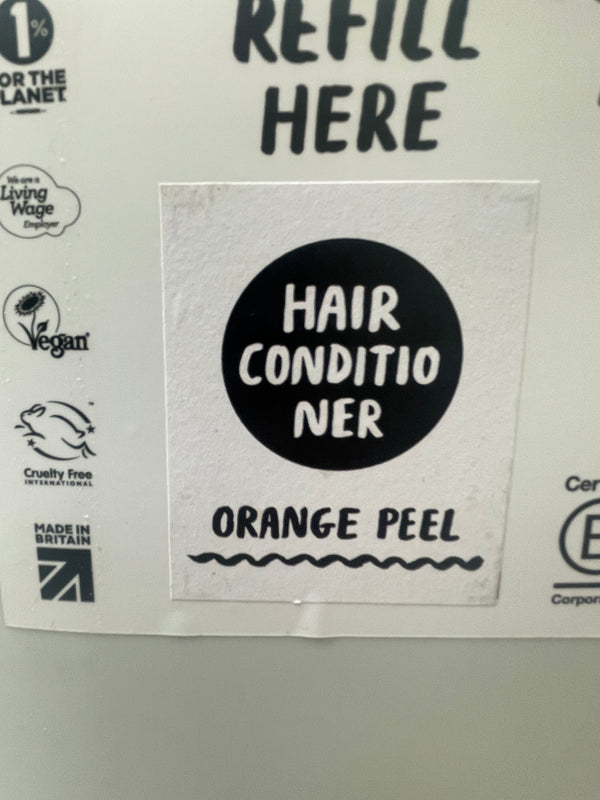 REFILL
HERE
1%
OR THE
LANET
We are a
Living
Wage
Employer
Vegan
Cruelty Free
INTERNATIONAL
MADE IN
BRITAIN
HAIR
CONDITIO
NER
ORANGE PEEL
Cer
B
Corpor